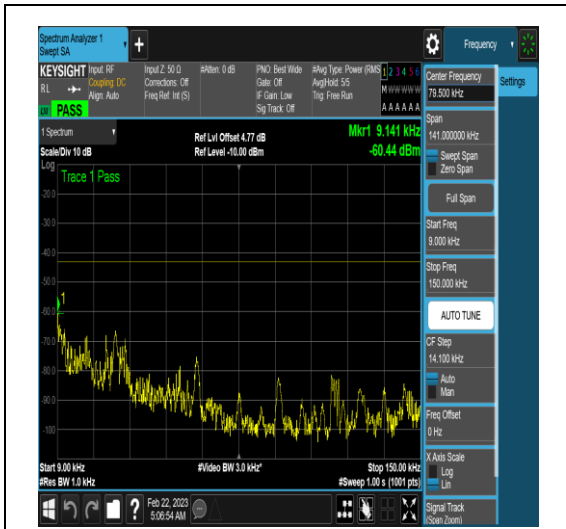 Spectrum Analyzer 1
Swept SA
Frequency
KEYSIGHT
RL
PASS
Input: RF
Coupling: DC
Align: Auto
Input Z: 50 Ω
Corrections: Off
Freq Ref: Int (S)
#Atten: 0 dB
PNO: Best Wide
Gate: Off
IF Gain: Low
Sig Track: Off
#Avg Type: Power (RMS
Avg|Hold: 5/5
Trig: Free Run
1 2 3 4 5 6
M W W W W W
A A A A A A
Center Frequency
79.500 kHz
Settings
1 Spectrum
Scale/Div 10 dB
Ref Lvl Offset 4.77 dB
Ref Level -10.00 dBm
Mkr1 9.141 kHz
-60.44 dBm
Span
141.000000 kHz
Swept Span
Zero Span
Full Span
Start Freq
9.000 kHz
Stop Freq
150.000 kHz
AUTO TUNE
CF Step
14.100 kHz
Auto
Man
Freq Offset
0 Hz
X Axis Scale
Log
Lin
Signal Track
(Span Zoom)
Log
Trace 1 Pass
-20.0
-30.0
-40.0
-50.0
1
-60.0
-70.0
-80.0
-90.0
-100
Start 9.00 kHz
#Res BW 1.0 kHz
#Video BW 3.0 kHz*
Stop 150.00 kHz
#Sweep 1.00 s (1001 pts)
Feb 22, 2023
5:06:54 AM